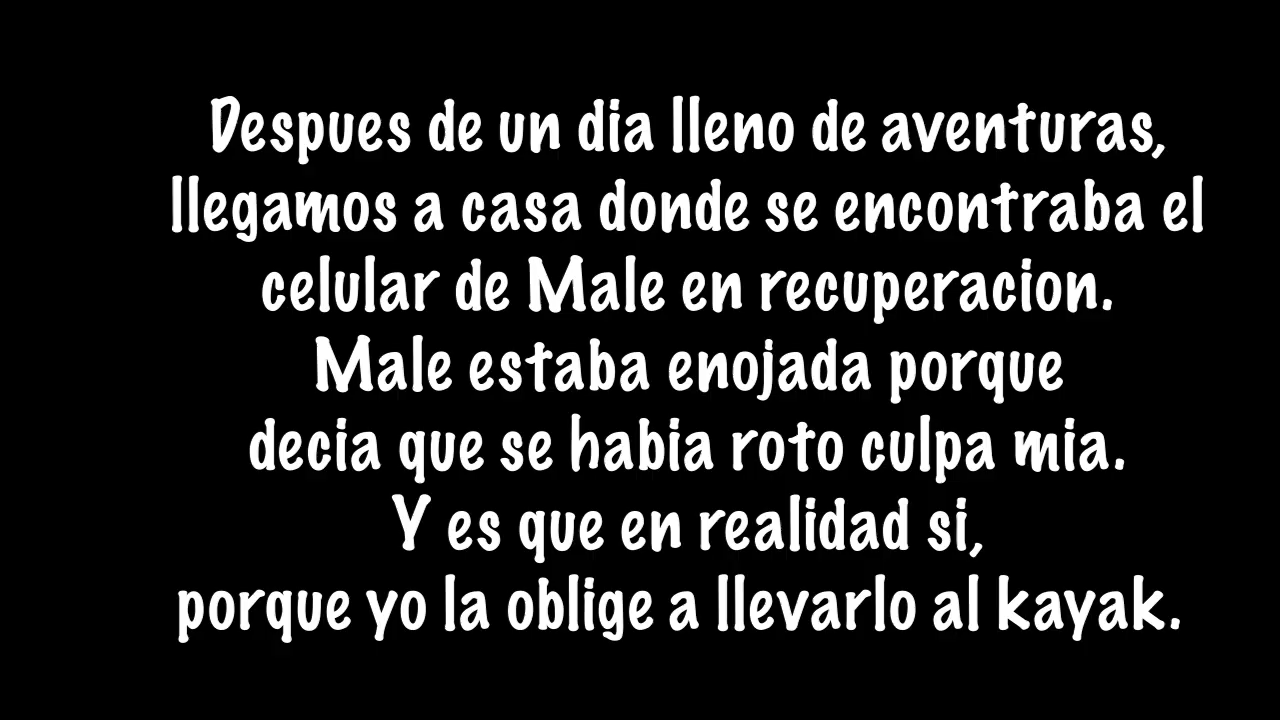 Despues de un dia lleno de aventuras,
llegamos a casa donde se encontraba el
celular de Male en recuperacion.
Male estaba enojada porque
decia que se habia roto culpa mia.
Y es que en realidad si,
porque yo la oblige a llevarlo al kayak.